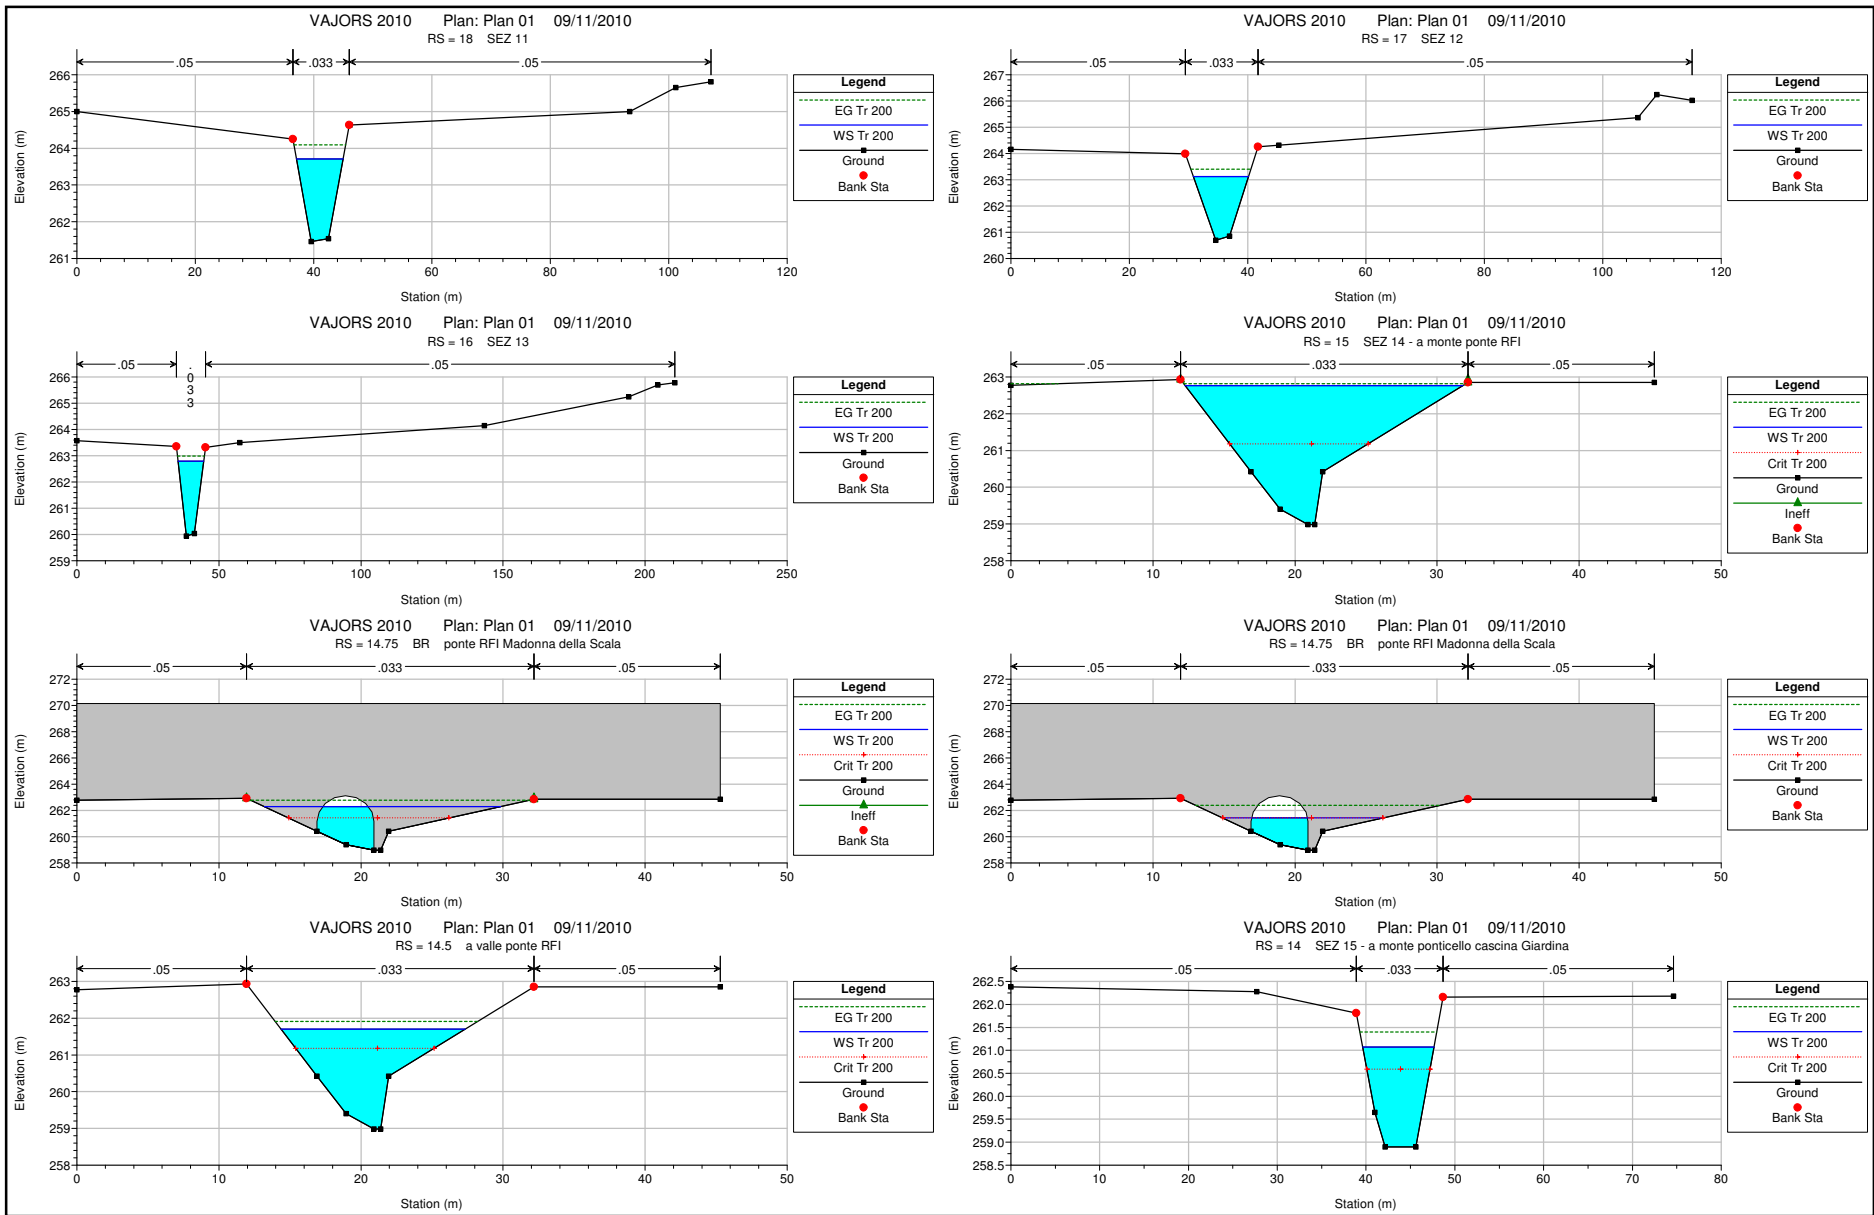 VAJORS 2010 Plan: Plan 01 09/11/2010
RS = 18 SEZ 11
.05 .033 .05
266
265
264
263
262
261
0 20 40 60 80 100 120
Station (m)
Elevation (m)
Legend
EG Tr 200
WS Tr 200
Ground
Bank Sta
VAJORS 2010 Plan: Plan 01 09/11/2010
RS = 17 SEZ 12
.05 .033 .05
267
266
265
264
263
262
261
260
0 20 40 60 80 100 120
Station (m)
Elevation (m)
Legend
EG Tr 200
WS Tr 200
Ground
Bank Sta
VAJORS 2010 Plan: Plan 01 09/11/2010
RS = 16 SEZ 13
.05 .033 .05
266
265
264
263
262
261
260
259
0 50 100 150 200 250
Station (m)
Elevation (m)
Legend
EG Tr 200
WS Tr 200
Ground
Bank Sta
VAJORS 2010 Plan: Plan 01 09/11/2010
RS = 15 SEZ 14 - a monte ponte RFI
.05 .033 .05
263
262
261
260
259
258
0 10 20 30 40 50
Station (m)
Elevation (m)
Legend
EG Tr 200
WS Tr 200
Crit Tr 200
Ground
Ineff
Bank Sta
VAJORS 2010 Plan: Plan 01 09/11/2010
RS = 14.75 BR ponte RFI Madonna della Scala
.05 .033 .05
272
270
268
266
264
262
260
258
0 10 20 30 40 50
Station (m)
Elevation (m)
Legend
EG Tr 200
WS Tr 200
Crit Tr 200
Ground
Ineff
Bank Sta
VAJORS 2010 Plan: Plan 01 09/11/2010
RS = 14.75 BR ponte RFI Madonna della Scala
.05 .033 .05
272
270
268
266
264
262
260
258
0 10 20 30 40 50
Station (m)
Elevation (m)
Legend
EG Tr 200
WS Tr 200
Crit Tr 200
Ground
Bank Sta
VAJORS 2010 Plan: Plan 01 09/11/2010
RS = 14.5 a valle ponte RFI
.05 .033 .05
263
262
261
260
259
258
0 10 20 30 40 50
Station (m)
Elevation (m)
Legend
EG Tr 200
WS Tr 200
Crit Tr 200
Ground
Bank Sta
VAJORS 2010 Plan: Plan 01 09/11/2010
RS = 14 SEZ 15 - a monte ponticello cascina Giardina
.05 .033 .05
262.5
262.0
261.5
261.0
260.5
260.0
259.5
259.0
258.5
0 10 20 30 40 50 60 70 80
Station (m)
Elevation (m)
Legend
EG Tr 200
WS Tr 200
Crit Tr 200
Ground
Bank Sta